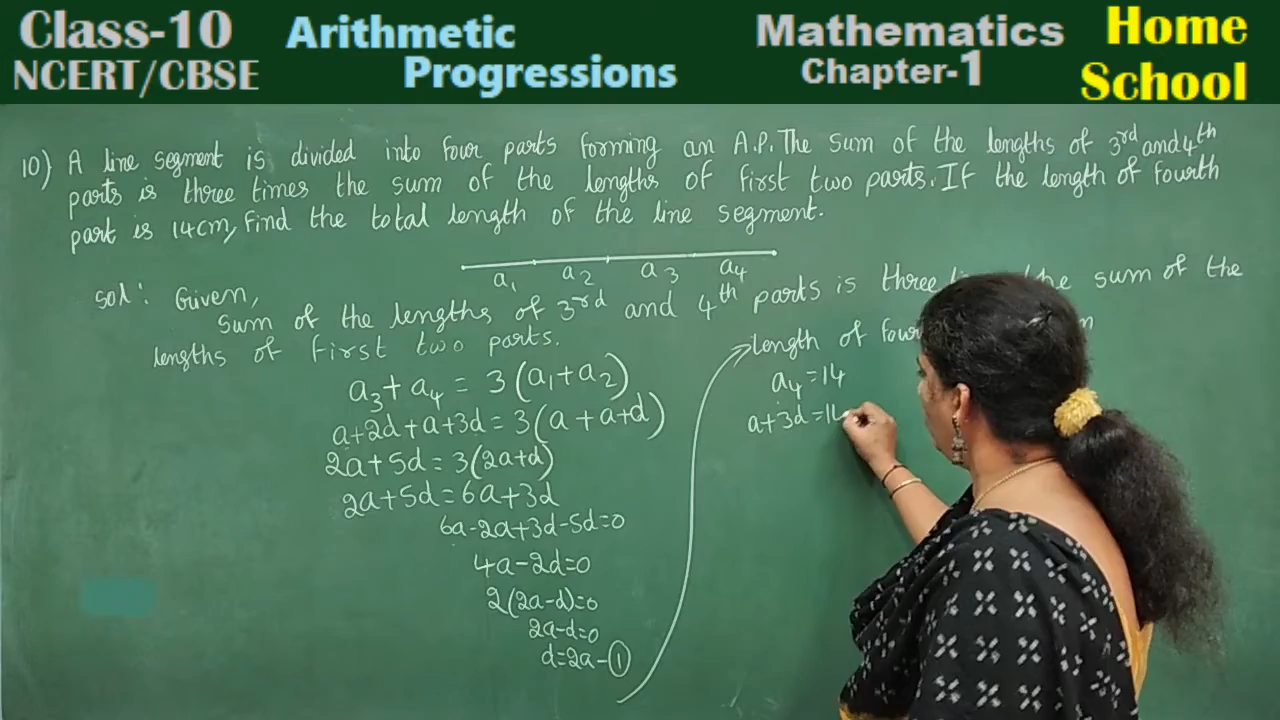 Class-10
NCERT/CBSE
Arithmetic
Progressions
Mathematics
Chapter-1
Home
School
10) A line segment is divided into four parts forming an A.P. The sum of the lengths of 3rd and 4th
parts is three times the sum of the lengths of first two parts. If the length of fourth
part is 14cm, find the total length of the line segment.
a1 a2 a3 a4
Sol: Given,
Sum of the lengths of 3rd and 4th parts is three the sum of the
lengths of first two parts.
a3 + a4 = 3(a1 + a2)
a+2d+a+3d = 3(a+a+d)
2a+5d = 3(2a+d)
2a+5d = 6a+3d
6a-2a+3d-5d=0
4a-2d=0
2(2a-d)=0
2a-d=0
d=2a-①
length of
a4 = 14
a+3d=14